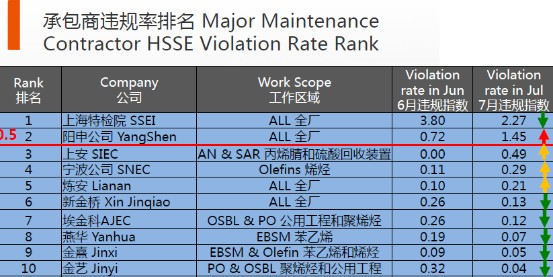 承包商违规率排名 Major Maintenance
Contractor HSSE Violation Rate Rank
Rank 排名 Company 公司 Work Scope 工作区域 Violation rate in Jun 6月违规指数 Violation rate in Jul 7月违规指数
1 上海特检院 SSEI ALL 全厂 3.80 2.27
0.5
2 阳申公司 YangShen ALL 全厂 0.72 1.45
3 上安 SIEC AN & SAR 丙烯腈和硫酸回收装置 0.00 0.49
4 宁波公司 SNEC Olefins 烯烃 0.11 0.29
5 炼安 Lianan ALL 全厂 0.10 0.21
6 新金桥 Xin Jinqiao ALL 全厂 0.26 0.13
7 埃金科AJEC OSBL & PO 公用工程和聚烯烃 0.26 0.12
8 燕华 Yanhua EBSM 苯乙烯 0.19 0.07
9 金熹 Jinxi EBSM & Olefin 苯乙烯和烯烃 0.09 0.05
10 金艺 Jinyi PO & OSBL 聚烯烃和公用工程 0.32 0.04